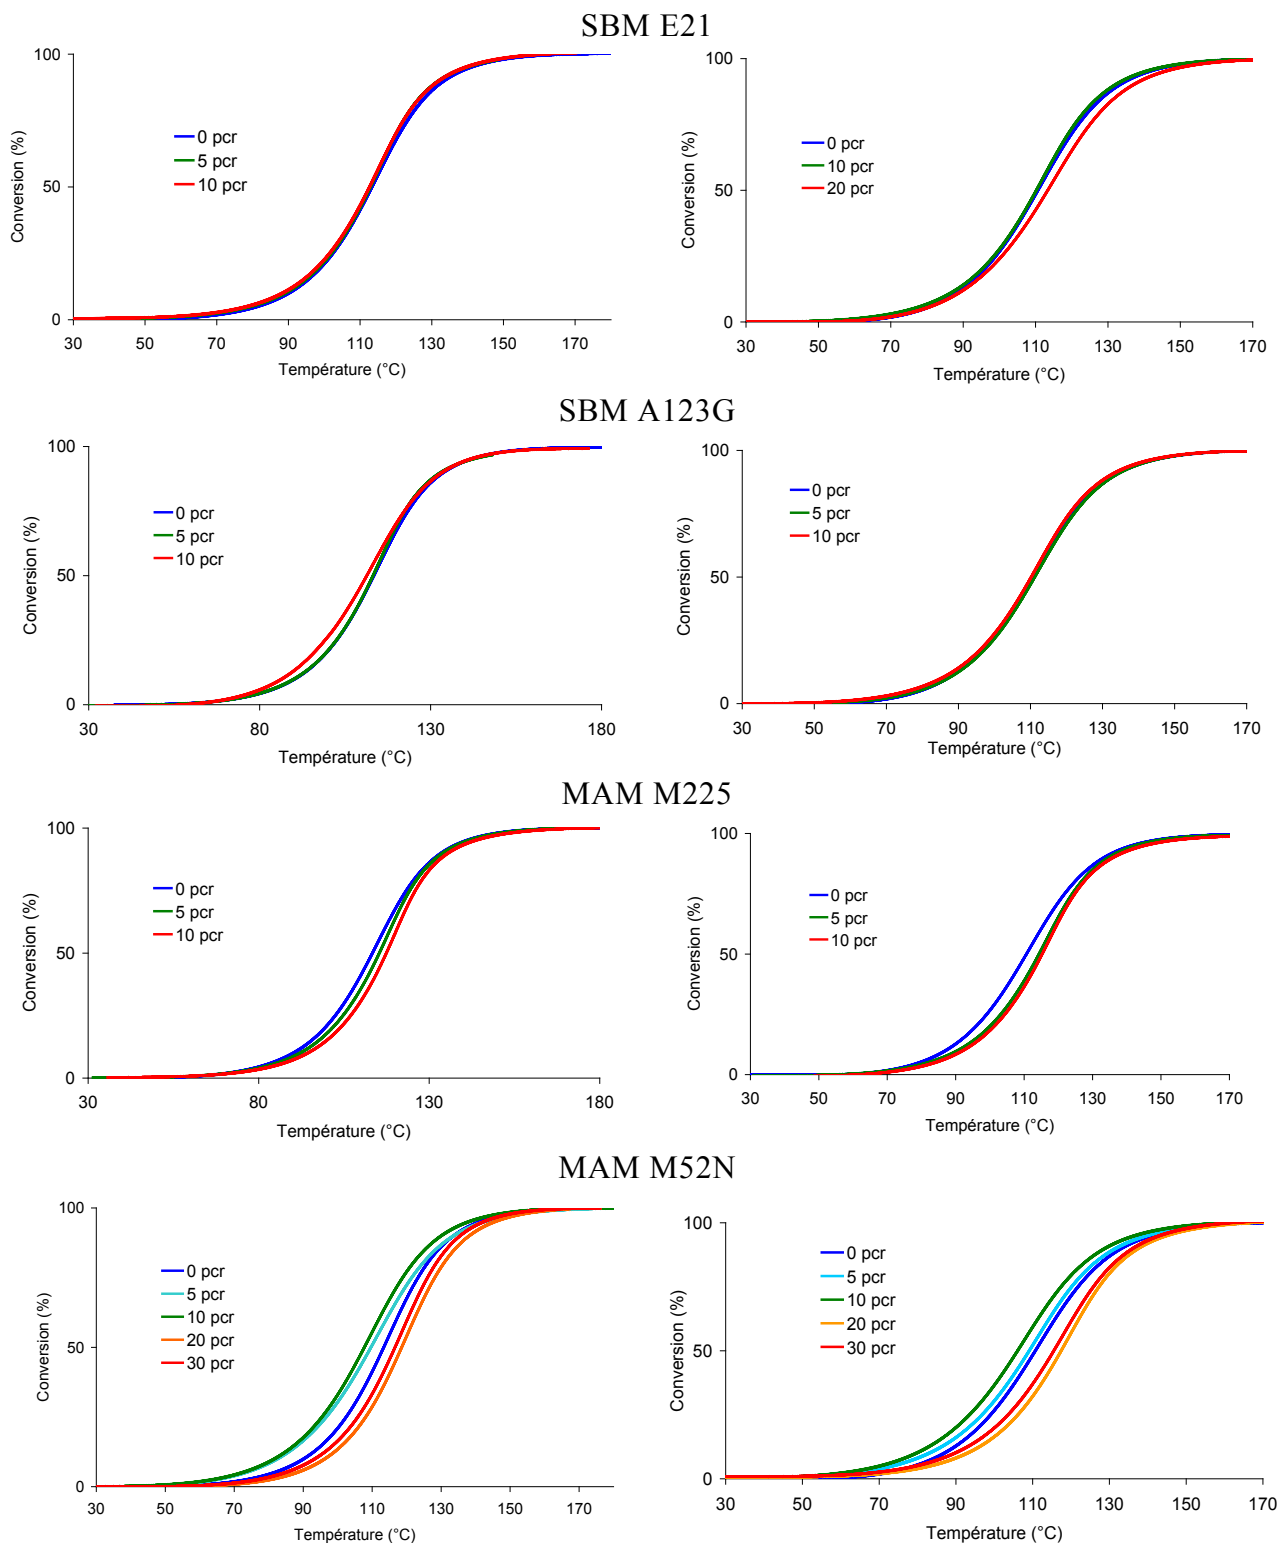 SBM E21
100
50
0
Conversion (%)
0 pcr
5 pcr
10 pcr
30 50 70 90 110 130 150 170
Température (°C)
100
50
0
Conversion (%)
0 pcr
10 pcr
20 pcr
30 50 70 90 110 130 150 170
Température (°C)
SBM A123G
100
50
0
Conversion (%)
0 pcr
5 pcr
10 pcr
30 80 130 180
Température (°C)
100
50
0
Conversion (%)
0 pcr
5 pcr
10 pcr
30 50 70 90 110 130 150 170
Température (°C)
MAM M225
100
50
0
Conversion (%)
0 pcr
5 pcr
10 pcr
30 80 130 180
Température (°C)
100
50
0
Conversion (%)
0 pcr
5 pcr
10 pcr
30 50 70 90 110 130 150 170
Température (°C)
MAM M52N
100
50
0
Conversion (%)
0 pcr
5 pcr
10 pcr
20 pcr
30 pcr
30 50 70 90 110 130 150 170
Température (°C)
100
50
0
Conversion (%)
0 pcr
5 pcr
10 pcr
20 pcr
30 pcr
30 50 70 90 110 130 150 170
Température (°C)